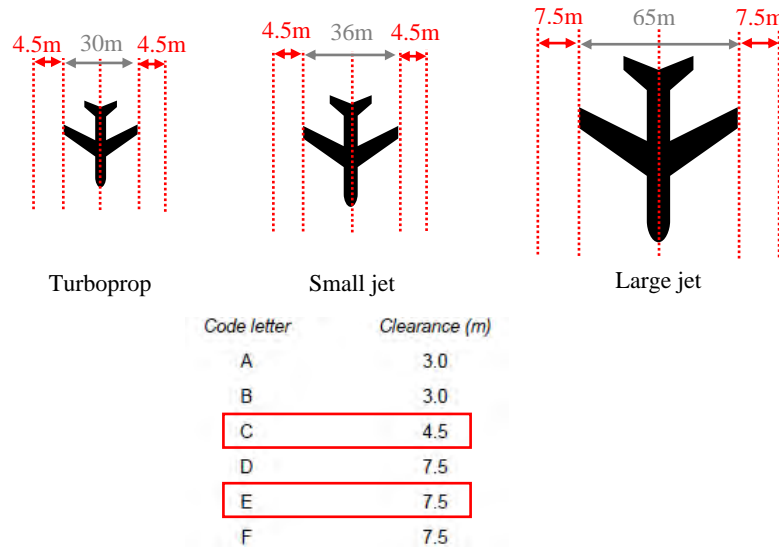 4.5m 30m 4.5m
4.5m 36m 4.5m
7.5m 65m 7.5m
Turboprop
Small jet
Large jet
Code letter Clearance (m)
A 3.0
B 3.0
C 4.5
D 7.5
E 7.5
F 7.5